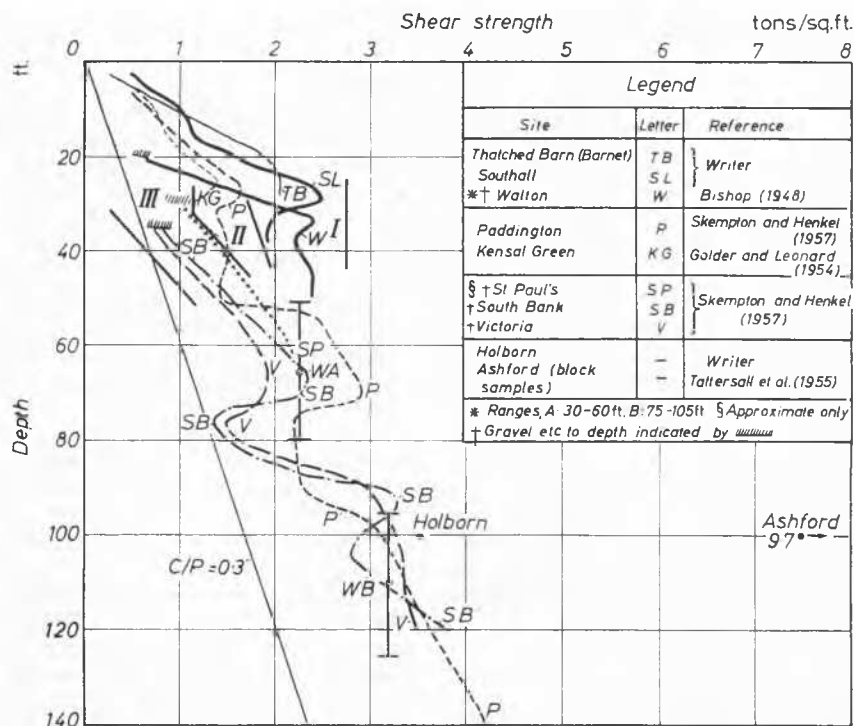 Shear strength tons/sq.ft.
0 1 2 3 4 5 6 7 8
ft.
Depth
20
40
60
80
100
120
140
Legend
Site Letter Reference
Thatched Barn (Barnet) TB } Writer
Southall SL
* † Walton W Bishop (1948)
Paddington P Skempton and Henkel (1957)
Kensal Green KG Golder and Leonard (1954)
§ † St Paul's SP } Skempton and Henkel (1957)
† South Bank SB
† Victoria V
Holborn – Writer
Ashford (block samples) – Tattersall et al. (1955)
* Ranges, A: 30-60ft, B: 75-105ft § Approximate only
† Gravel etc to depth indicated by
SL
TB
KG
P
III
II
I
W
SB
SP
WA
V
SB
P
SB
V
SB
P
Holborn
Ashford
97
C/P = 0.3
WB
SB
V
P